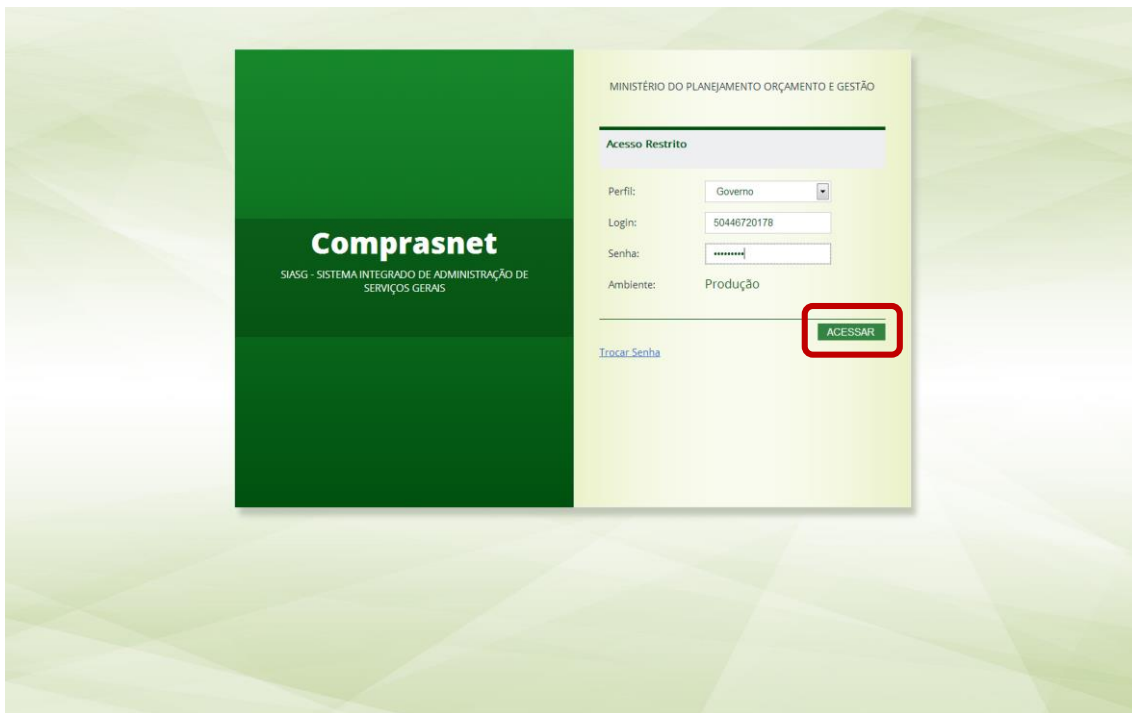 MINISTÉRIO DO PLANEJAMENTO ORÇAMENTO E GESTÃO
Acesso Restrito
Perfil: Governo
Login: 50446720178
Senha: •••••••••
Ambiente: Produção
ACESSAR
Trocar Senha
Comprasnet
SIASG - SISTEMA INTEGRADO DE ADMINISTRAÇÃO DE
SERVIÇOS GERAIS